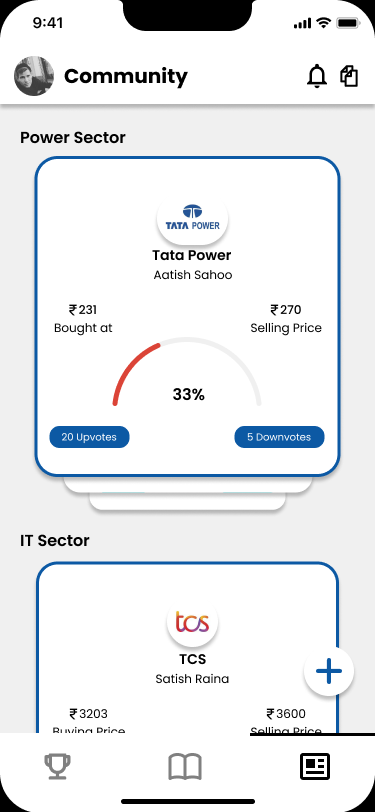 9:41
Community
Power Sector
TATA POWER
Tata Power
Aatish Sahoo
₹231 ₹270
Bought at Selling Price
33%
20 Upvotes 5 Downvotes
IT Sector
tcs
TCS
Satish Raina
₹3203 ₹3600
Buying Price Selling Price